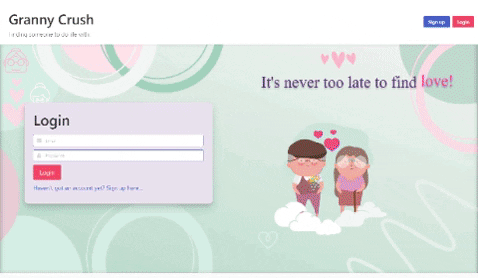 Granny Crush
Finding someone to do life with
Sign up
Login
It's never too late to find love!
Login
Email
Password
Login
Haven't got an account yet? Sign up here...